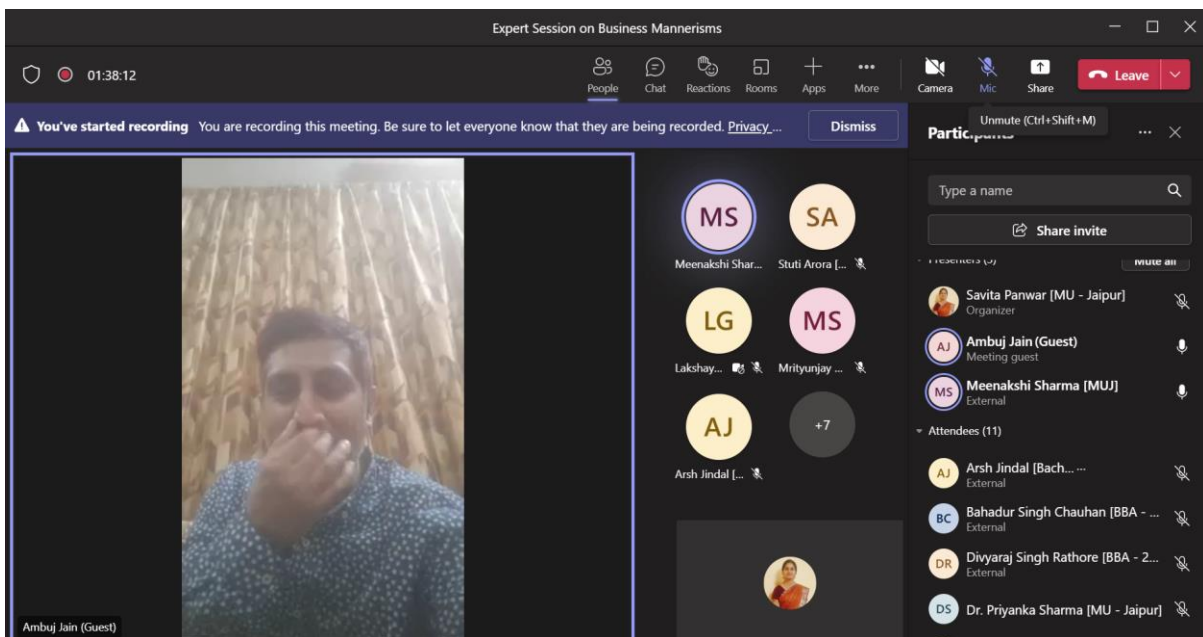 Expert Session on Business Mannerisms
01:38:12
People Chat Reactions Rooms Apps More Camera Mic Share Leave
You've started recording You are recording this meeting. Be sure to let everyone know that they are being recorded. Privacy ... Dismiss
Unmute (Ctrl+Shift+M)
Participants
Type a name
Share invite
Mute all
Savita Panwar [MU - Jaipur]
Organizer
AJ Ambuj Jain (Guest)
Meeting guest
MS Meenakshi Sharma [MUJ]
External
Attendees (11)
AJ Arsh Jindal [Bach... ...
External
BC Bahadur Singh Chauhan [BBA - ...
External
DR Divyaraj Singh Rathore [BBA - 2...
External
DS Dr. Priyanka Sharma [MU - Jaipur]
MS SA
Meenakshi Shar... Stuti Arora [...
LG MS
Lakshay... Mrityunjay ...
AJ +7
Arsh Jindal [...
Ambuj Jain (Guest)